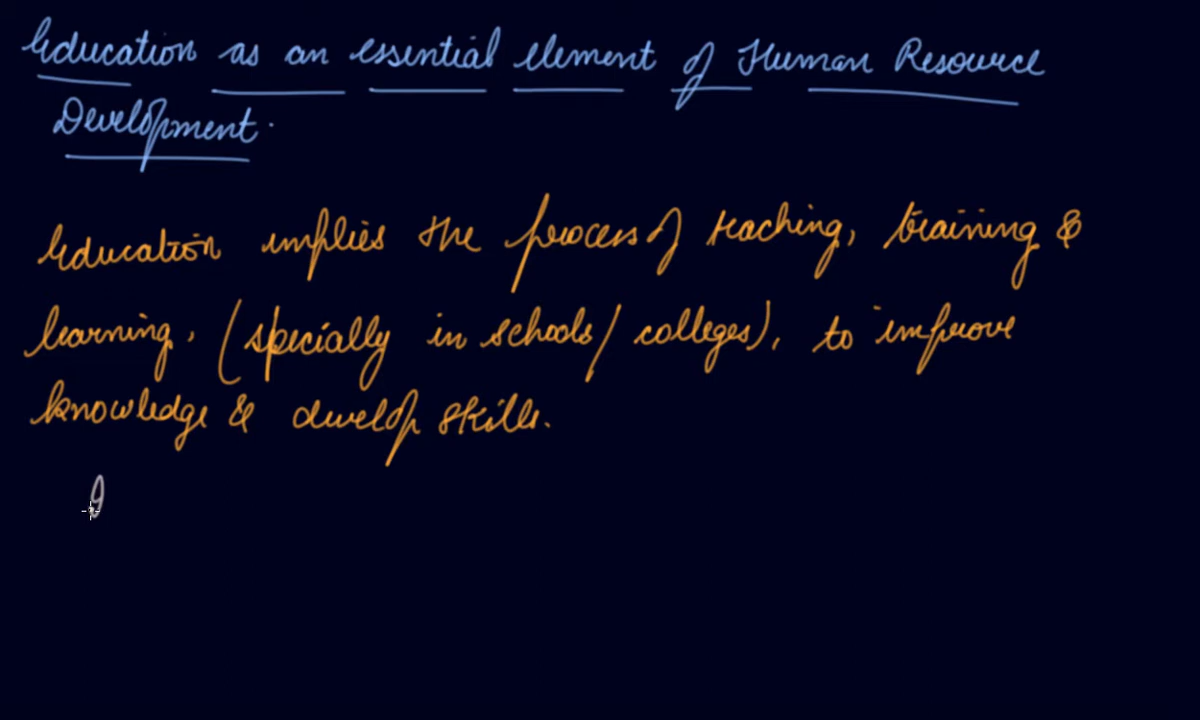 Education as an essential element of Human Resource
Development.
Education implies the process of teaching, training &
learning, (specially in schools/colleges), to improve
knowledge & develop skills.